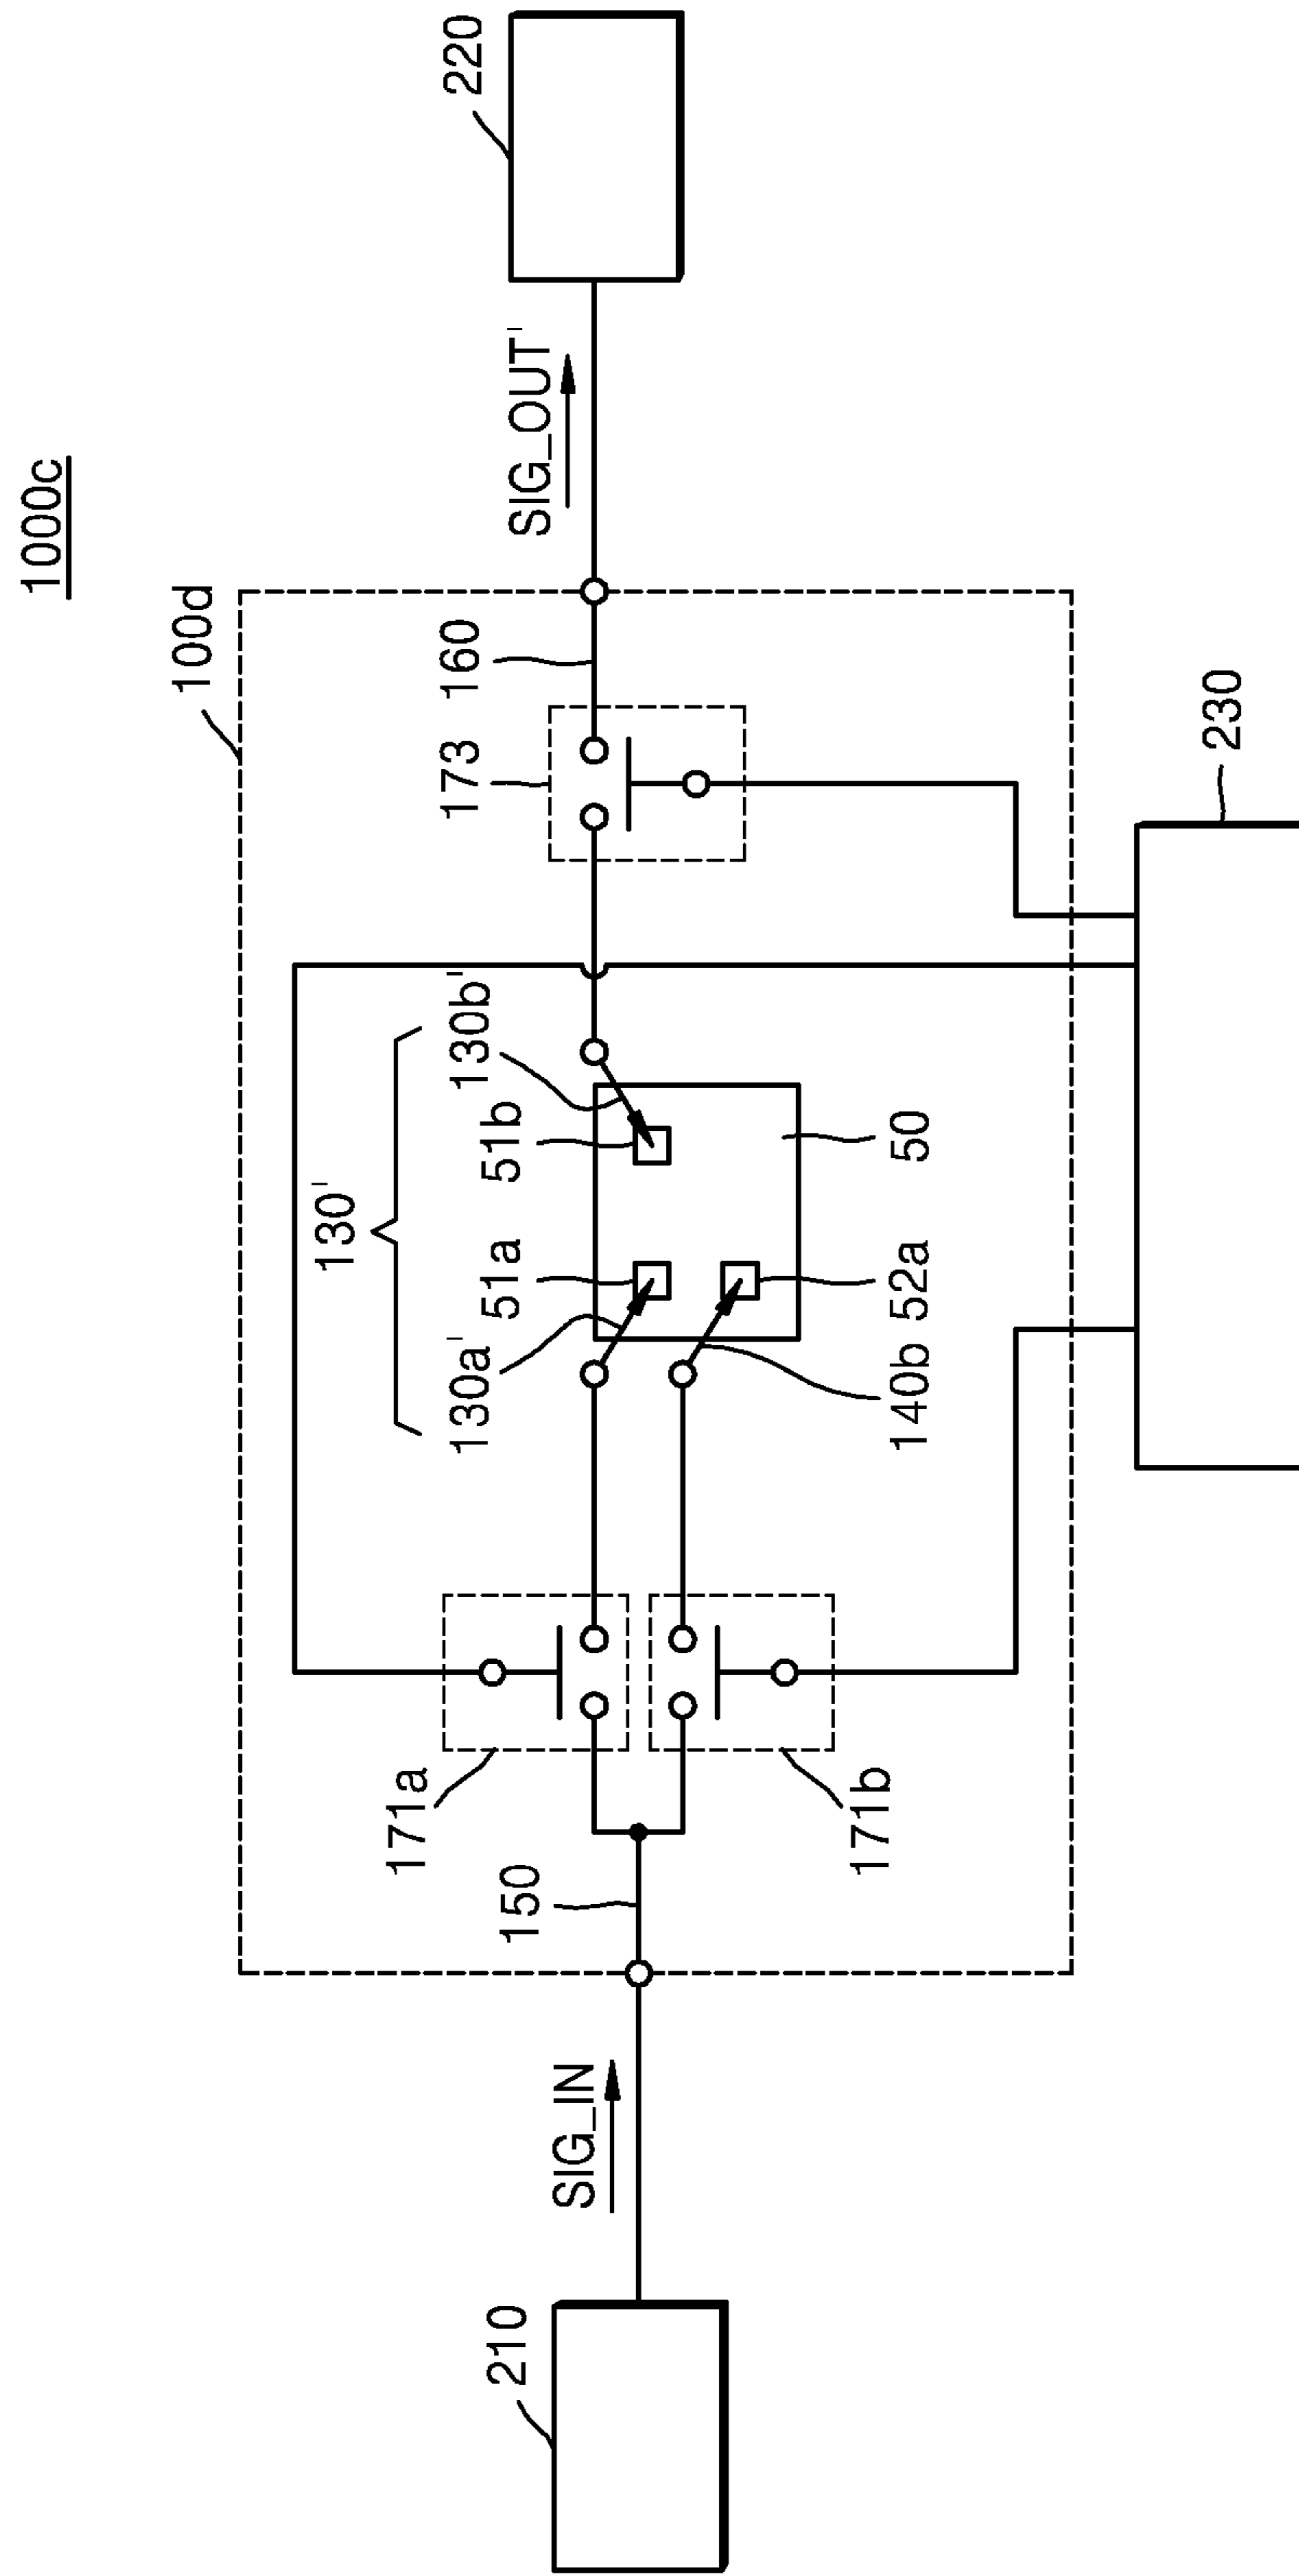 1000c
100d
130'
130a'
51a
51b
130b'
173
160
SIG_OUT'
220
171a
150
SIG_IN
210
171b
140b
52a
50
230